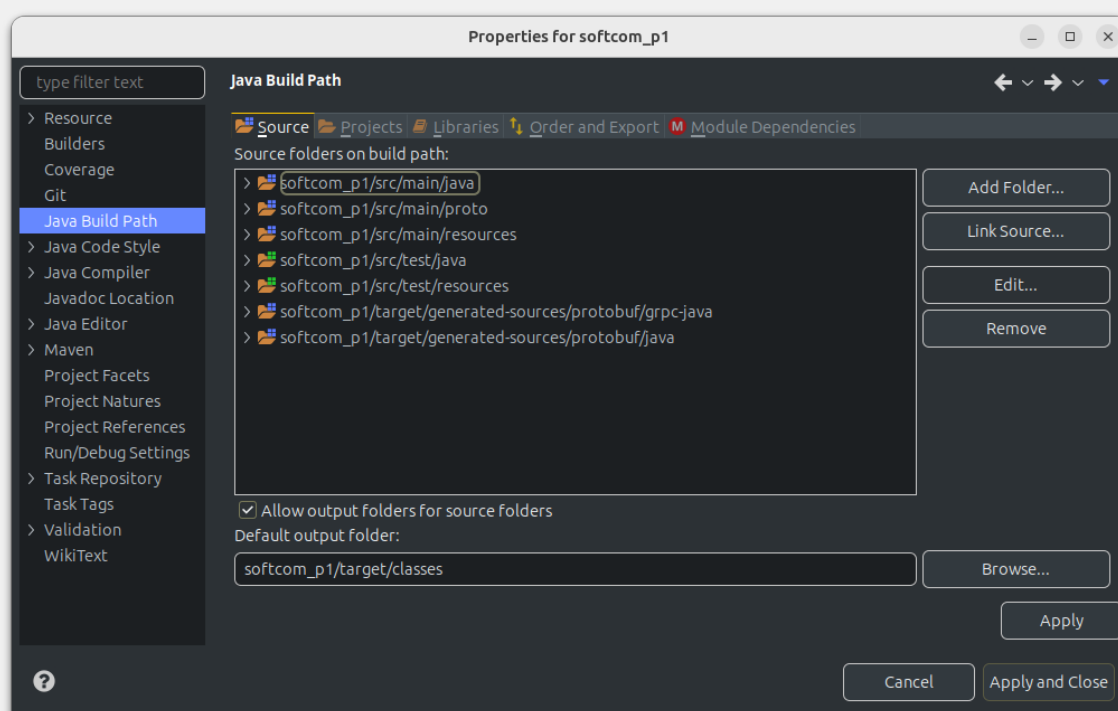 Properties for softcom_p1
type filter text
Resource
Builders
Coverage
Git
Java Build Path
Java Code Style
Java Compiler
Javadoc Location
Java Editor
Maven
Project Facets
Project Natures
Project References
Run/Debug Settings
Task Repository
Task Tags
Validation
WikiText
Java Build Path
Source Projects Libraries Order and Export M Module Dependencies
Source folders on build path:
softcom_p1/src/main/java
softcom_p1/src/main/proto
softcom_p1/src/main/resources
softcom_p1/src/test/java
softcom_p1/src/test/resources
softcom_p1/target/generated-sources/protobuf/grpc-java
softcom_p1/target/generated-sources/protobuf/java
Add Folder...
Link Source...
Edit...
Remove
Allow output folders for source folders
Default output folder:
softcom_p1/target/classes
Browse...
Apply
?
Cancel
Apply and Close